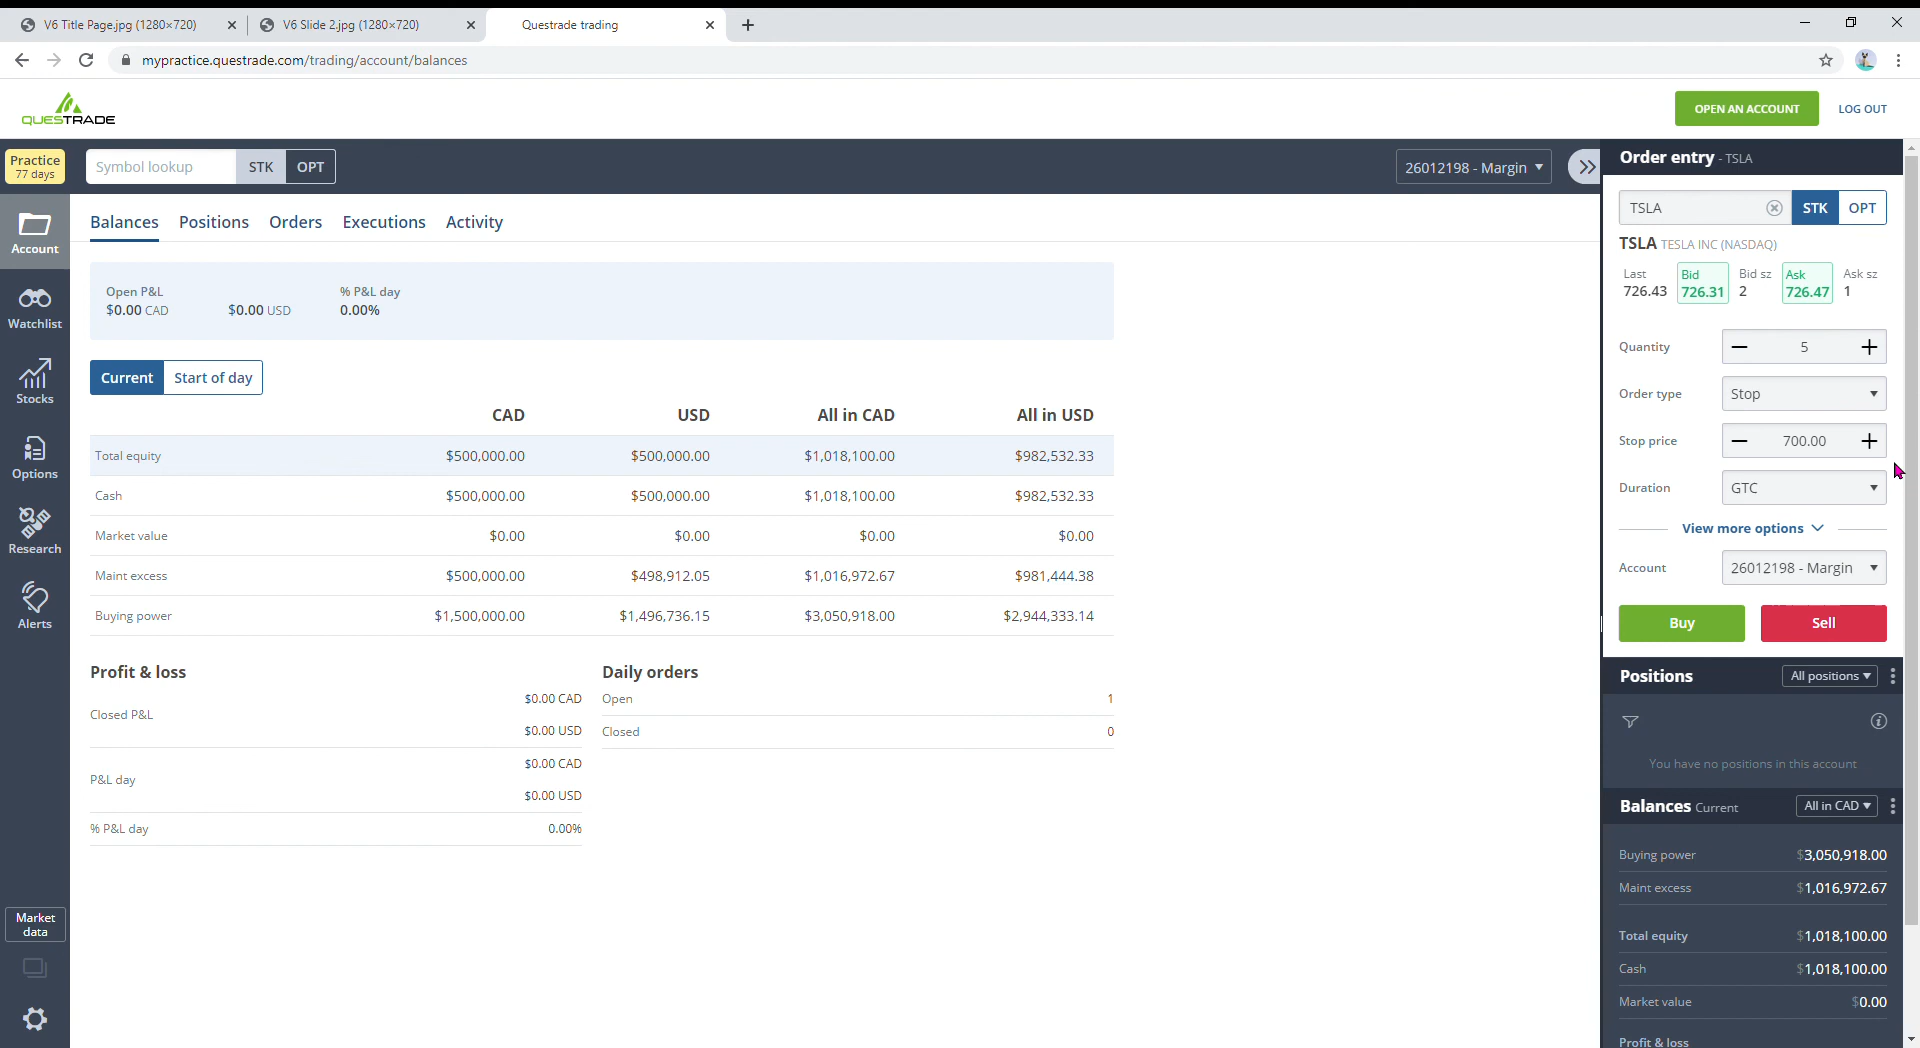 V6 Title Page.jpg (1280×720)
V6 Slide 2.jpg (1280×720)
Questrade trading
mypractice.questrade.com/trading/account/balances
QUESTRADE
OPEN AN ACCOUNT
LOG OUT
Practice
77 days
Symbol lookup
STK
OPT
26012198 - Margin
Account
Watchlist
Stocks
Options
Research
Alerts
Market
data
Balances
Positions
Orders
Executions
Activity
Open P&L
% P&L day
$0.00 CAD
$0.00 USD
0.00%
Current
Start of day
CAD
USD
All in CAD
All in USD
Total equity
$500,000.00
$500,000.00
$1,018,100.00
$982,532.33
Cash
$500,000.00
$500,000.00
$1,018,100.00
$982,532.33
Market value
$0.00
$0.00
$0.00
$0.00
Maint excess
$500,000.00
$498,912.05
$1,016,972.67
$981,444.38
Buying power
$1,500,000.00
$1,496,736.15
$3,050,918.00
$2,944,333.14
Profit & loss
Closed P&L
$0.00 CAD
$0.00 USD
P&L day
$0.00 CAD
$0.00 USD
% P&L day
0.00%
Daily orders
Open
1
Closed
0
Order entry - TSLA
TSLA
STK
OPT
TSLA TESLA INC (NASDAQ)
Last
Bid
Bid sz
Ask
Ask sz
726.43
726.31
2
726.47
1
Quantity
5
Order type
Stop
Stop price
700.00
Duration
GTC
View more options
Account
26012198 - Margin
Buy
Sell
Positions
All positions
You have no positions in this account
Balances Current
All in CAD
Buying power
$3,050,918.00
Maint excess
$1,016,972.67
Total equity
$1,018,100.00
Cash
$1,018,100.00
Market value
$0.00
Profit & loss